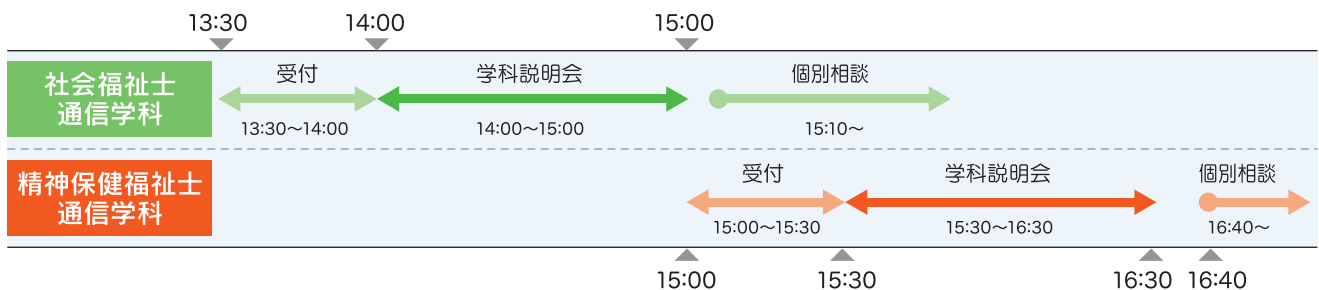 13:30
14:00
15:00
社会福祉士
通信学科
受付
13:30〜14:00
学科説明会
14:00〜15:00
個別相談
15:10〜
精神保健福祉士
通信学科
受付
15:00〜15:30
学科説明会
15:30〜16:30
個別相談
16:40〜
15:00
15:30
16:30
16:40